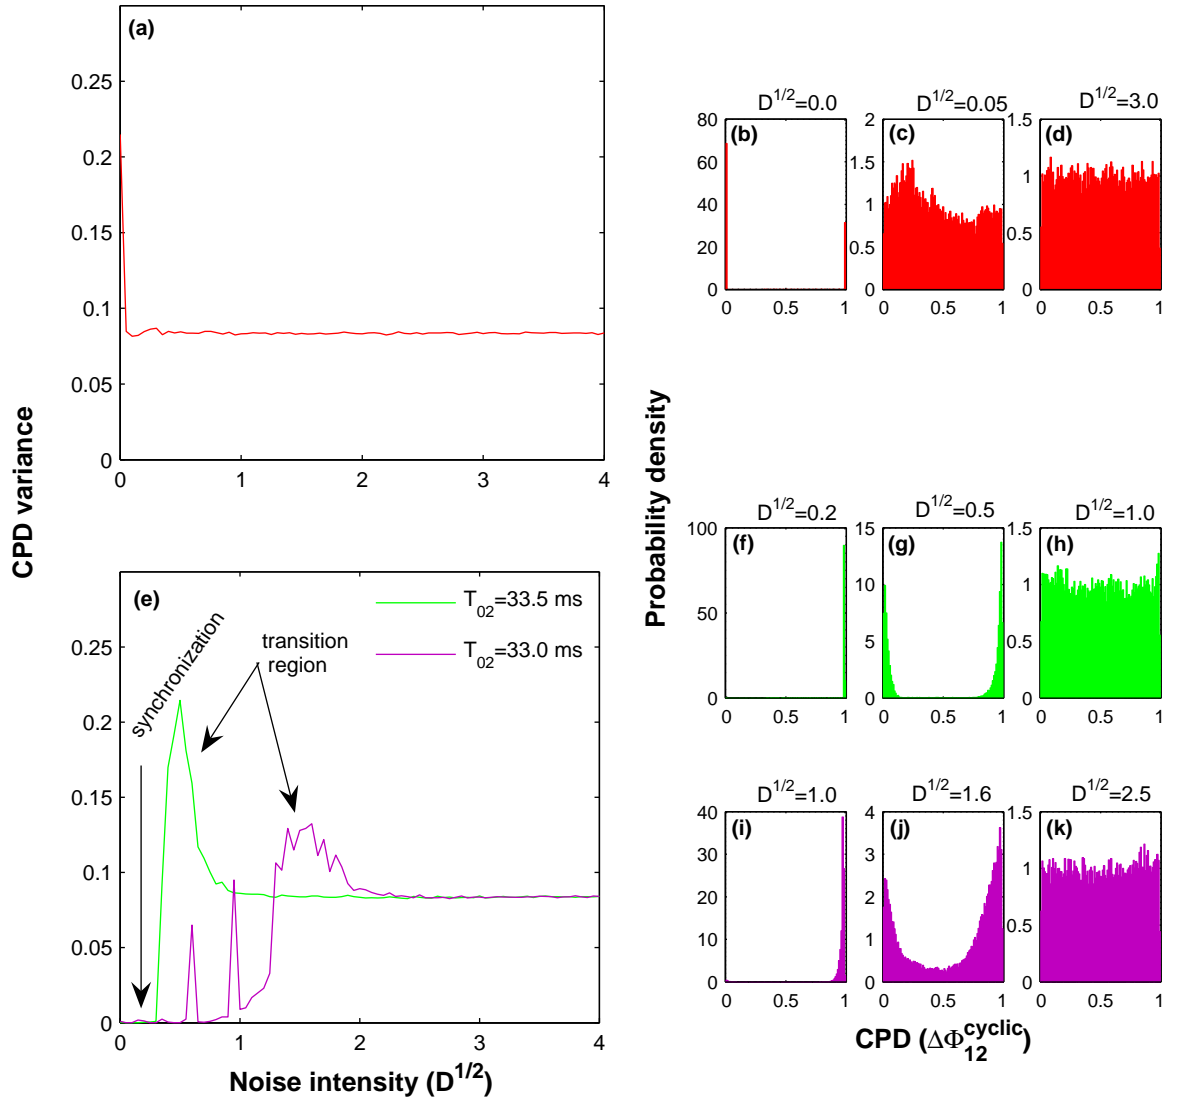 (a)
0.25
0.2
0.15
0.1
0.05
0
0 1 2 3 4
CPD variance
D^1/2=0.0
(b)
80
60
40
20
0
0 0.5 1
D^1/2=0.05
(c)
2
1.5
1
0.5
0
0 0.5 1
D^1/2=3.0
(d)
1.5
1
0.5
0
0 0.5 1
Probability density
(e)
T_02=33.5 ms
T_02=33.0 ms
synchronization
transition
region
0.25
0.2
0.15
0.1
0.05
0
0 1 2 3 4
Noise intensity (D^1/2)
D^1/2=0.2
(f)
100
50
0
0 0.5 1
D^1/2=0.5
(g)
15
10
5
0
0 0.5 1
D^1/2=1.0
(h)
1.5
1
0.5
0
0 0.5 1
D^1/2=1.0
(i)
40
30
20
10
0
0 0.5 1
D^1/2=1.6
(j)
4
3
2
1
0
0 0.5 1
D^1/2=2.5
(k)
1.5
1
0.5
0
0 0.5 1
CPD (ΔΦ_12^cyclic)